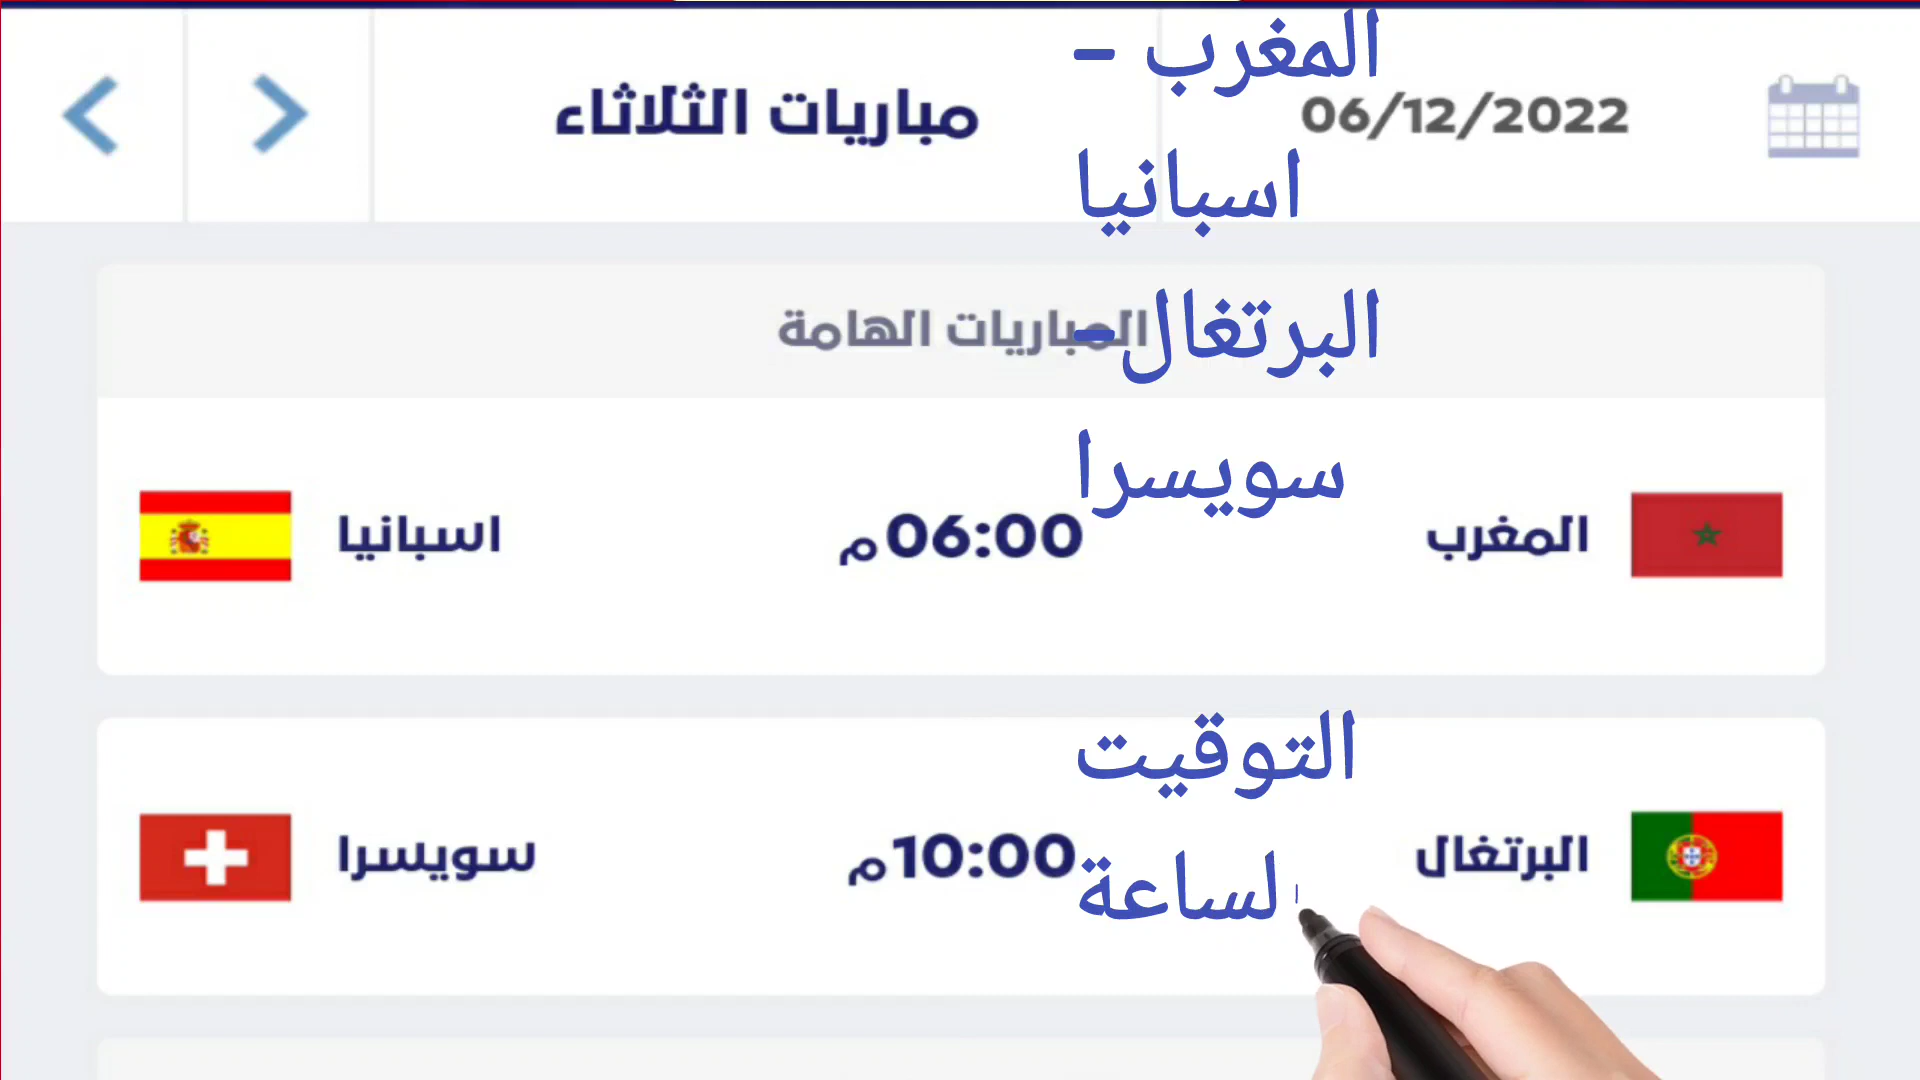 06/12/2022
مباريات الثلاثاء
المباريات الهامة
المغرب
06:00م
اسبانيا
البرتغال
10:00م
سويسرا
المغرب -
اسبانيا
البرتغال-
سويسرا
التوقيت
لساعة